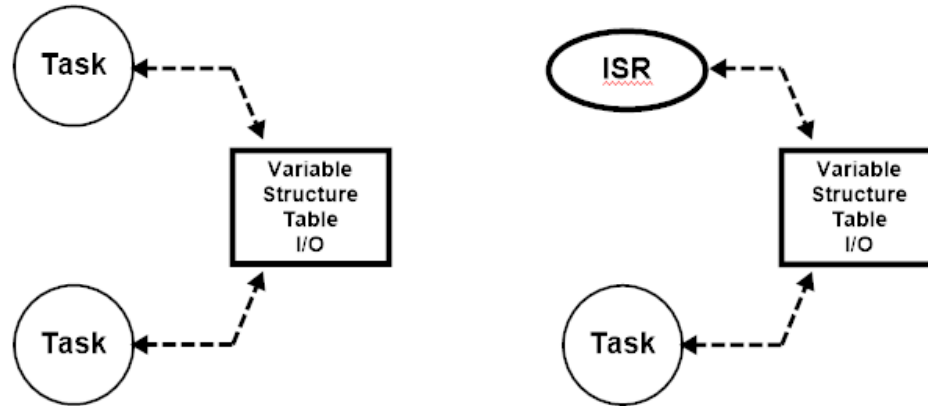 Task
Variable
Structure
Table
I/O
Task
ISR
Variable
Structure
Table
I/O
Task